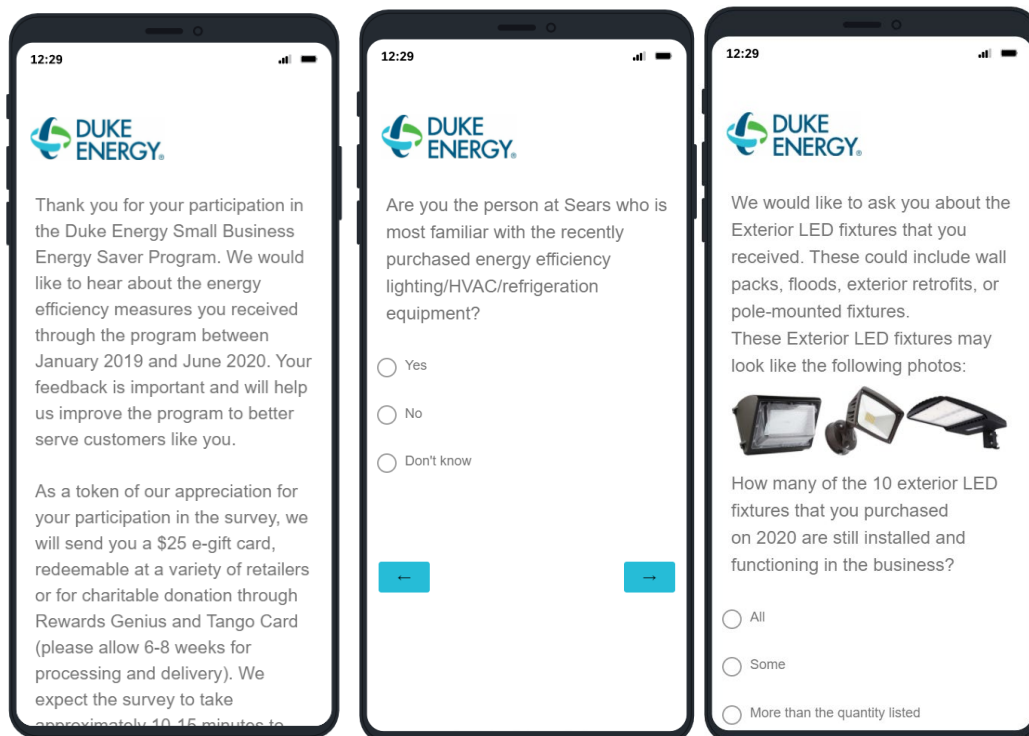 12:29
DUKE
ENERGY®
Thank you for your participation in
the Duke Energy Small Business
Energy Saver Program. We would
like to hear about the energy
efficiency measures you received
through the program between
January 2019 and June 2020. Your
feedback is important and will help
us improve the program to better
serve customers like you.
As a token of our appreciation for
your participation in the survey, we
will send you a $25 e-gift card,
redeemable at a variety of retailers
or for charitable donation through
Rewards Genius and Tango Card
(please allow 6-8 weeks for
processing and delivery). We
expect the survey to take
approximately 10-15 minutes to
12:29
DUKE
ENERGY®
Are you the person at Sears who is
most familiar with the recently
purchased energy efficiency
lighting/HVAC/refrigeration
equipment?
Yes
No
Don't know
←
→
12:29
DUKE
ENERGY®
We would like to ask you about the
Exterior LED fixtures that you
received. These could include wall
packs, floods, exterior retrofits, or
pole-mounted fixtures.
These Exterior LED fixtures may
look like the following photos:
How many of the 10 exterior LED
fixtures that you purchased
on 2020 are still installed and
functioning in the business?
All
Some
More than the quantity listed